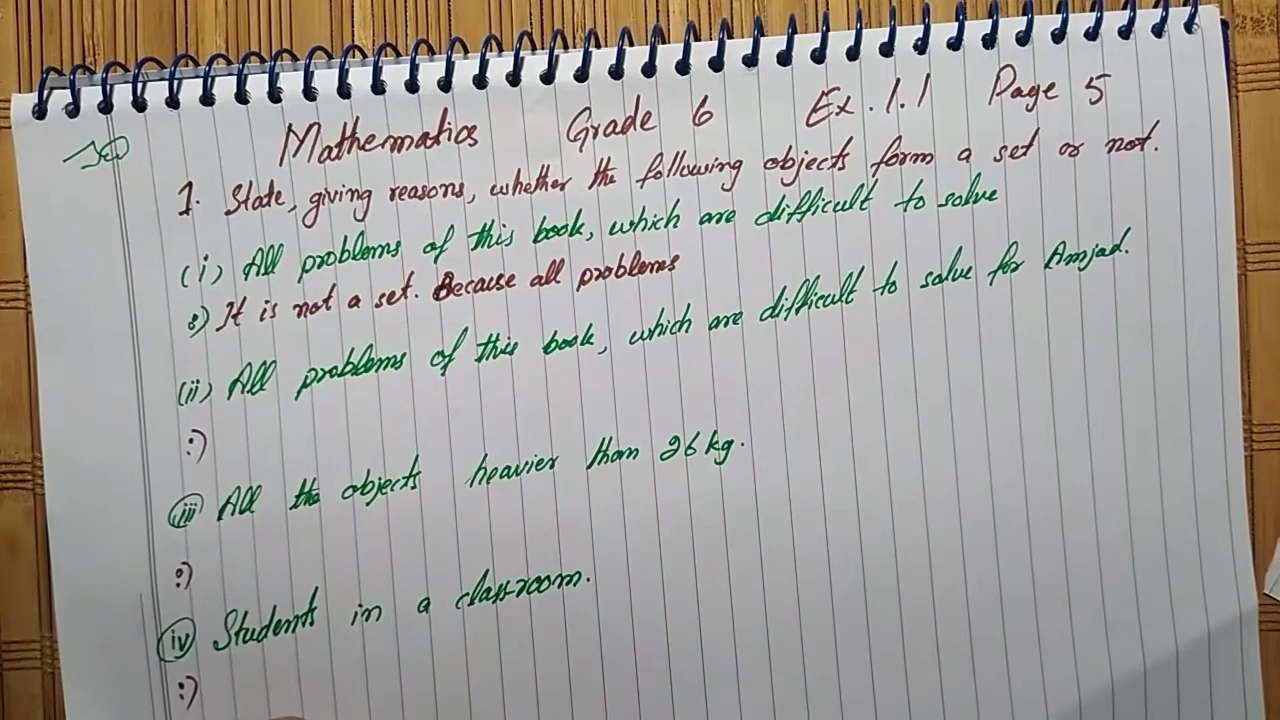 Mathematics Grade 6 Ex. 1.1 Page 5
1. State, giving reasons, whether the following objects form a set or not.
(i) All problems of this book, which are difficult to solve
:) It is not a set. Because all problems
(ii) All problems of this book, which are difficult to solve for Amjad.
:)
(iii) All the objects heavier than 26 kg.
:)
(iv) Students in a classroom.
:)